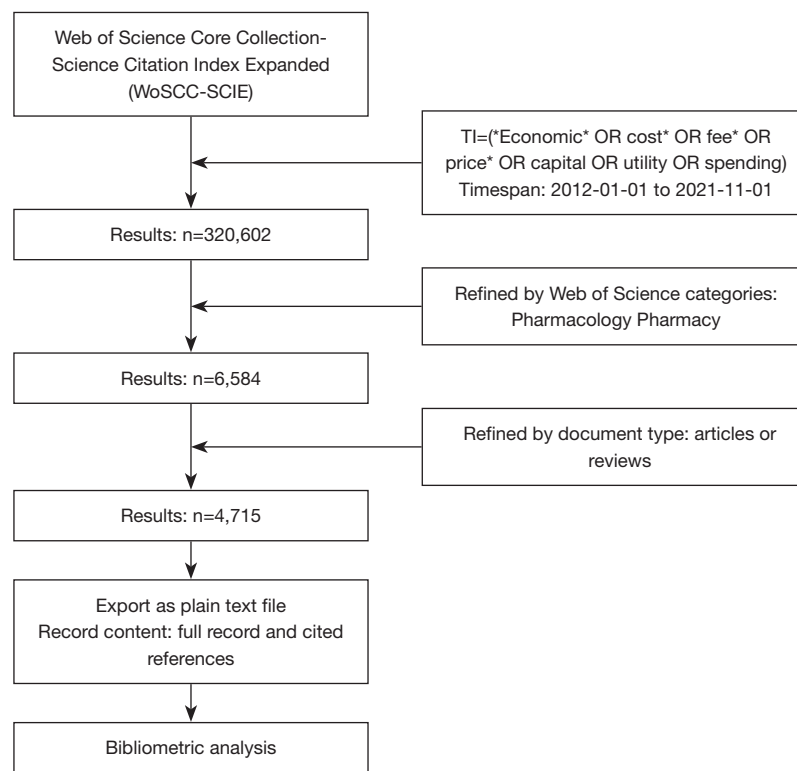 Web of Science Core Collection-
Science Citation Index Expanded
(WoSCC-SCIE)
TI=(*Economic* OR cost* OR fee* OR
price* OR capital OR utility OR spending)
Timespan: 2012-01-01 to 2021-11-01
Results: n=320,602
Refined by Web of Science categories:
Pharmacology Pharmacy
Results: n=6,584
Refined by document type: articles or
reviews
Results: n=4,715
Export as plain text file
Record content: full record and cited
references
Bibliometric analysis